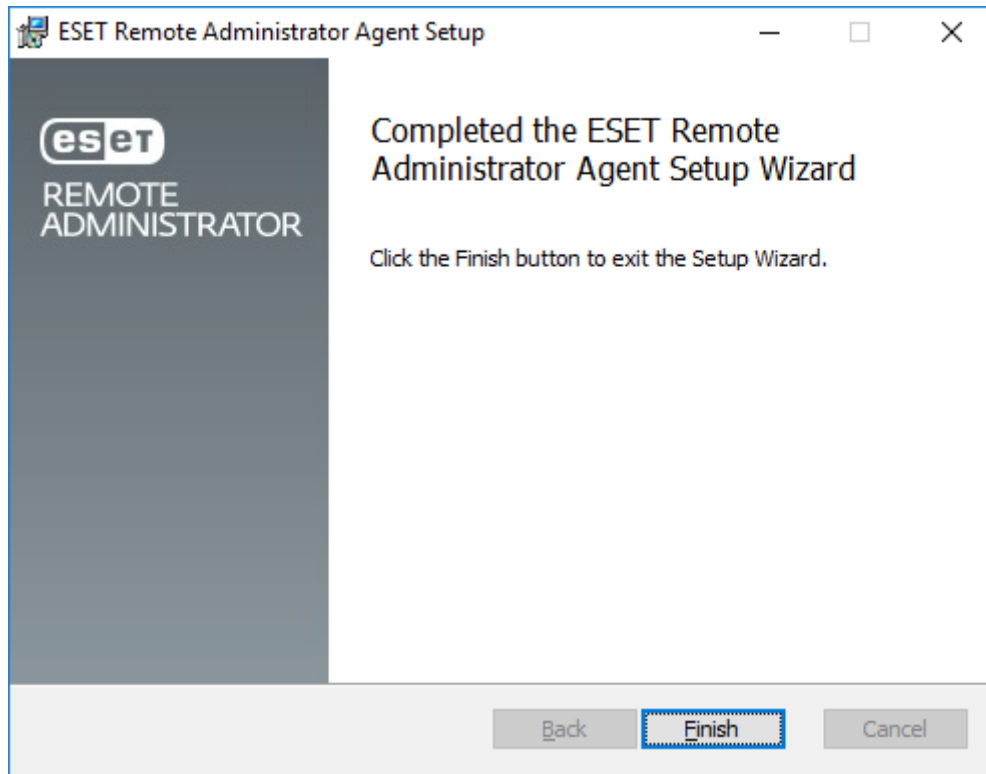 ESET Remote Administrator Agent Setup
eset
REMOTE
ADMINISTRATOR
Completed the ESET Remote
Administrator Agent Setup Wizard
Click the Finish button to exit the Setup Wizard.
Back
Finish
Cancel